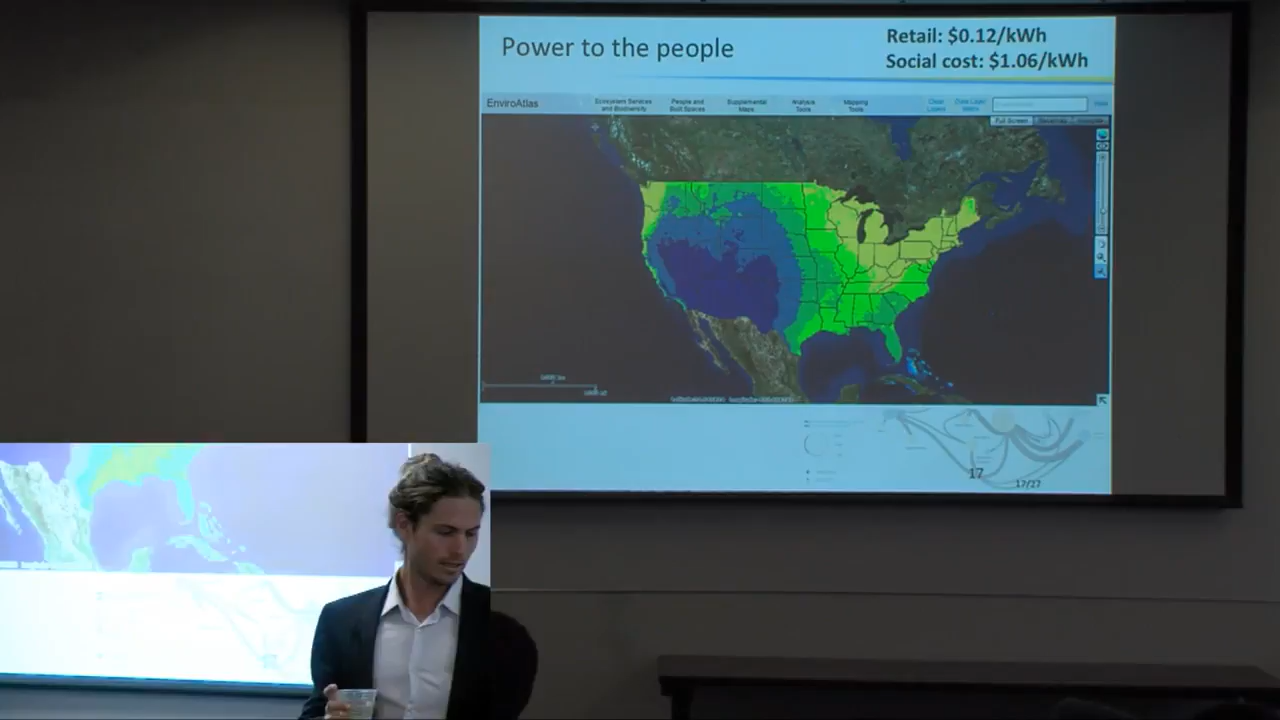 Power to the people
Retail: $0.12/kWh
Social cost: $1.06/kWh
EnviroAtlas
Ecosystem Services
and Biodiversity
People and
Built Spaces
Supplemental
Maps
Analysis
Tools
Mapping
Tools
Full Screen
17
17/27